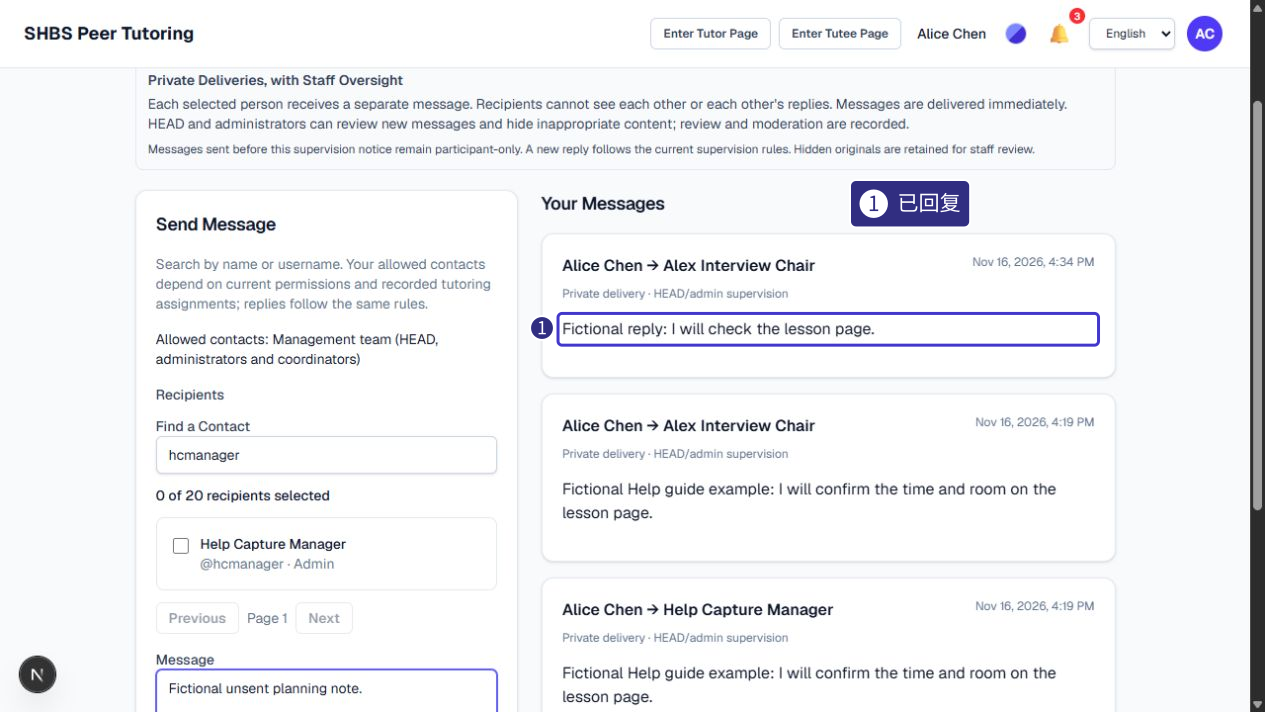 SHBS Peer Tutoring
Enter Tutor Page
Enter Tutee Page
Alice Chen
3
English
AC
Private Deliveries, with Staff Oversight
Each selected person receives a separate message. Recipients cannot see each other or each other's replies. Messages are delivered immediately.
HEAD and administrators can review new messages and hide inappropriate content; review and moderation are recorded.
Messages sent before this supervision notice remain participant-only. A new reply follows the current supervision rules. Hidden originals are retained for staff review.
Send Message
Search by name or username. Your allowed contacts
depend on current permissions and recorded tutoring
assignments; replies follow the same rules.
Allowed contacts: Management team (HEAD,
administrators and coordinators)
Recipients
Find a Contact
hcmanager
0 of 20 recipients selected
Help Capture Manager
@hcmanager · Admin
Previous
Page 1
Next
Message
Fictional unsent planning note.
N
Your Messages
1 已回复
Alice Chen → Alex Interview Chair
Nov 16, 2026, 4:34 PM
Private delivery · HEAD/admin supervision
1
Fictional reply: I will check the lesson page.
Alice Chen → Alex Interview Chair
Nov 16, 2026, 4:19 PM
Private delivery · HEAD/admin supervision
Fictional Help guide example: I will confirm the time and room on the
lesson page.
Alice Chen → Help Capture Manager
Nov 16, 2026, 4:19 PM
Private delivery · HEAD/admin supervision
Fictional Help guide example: I will confirm the time and room on the
lesson page.